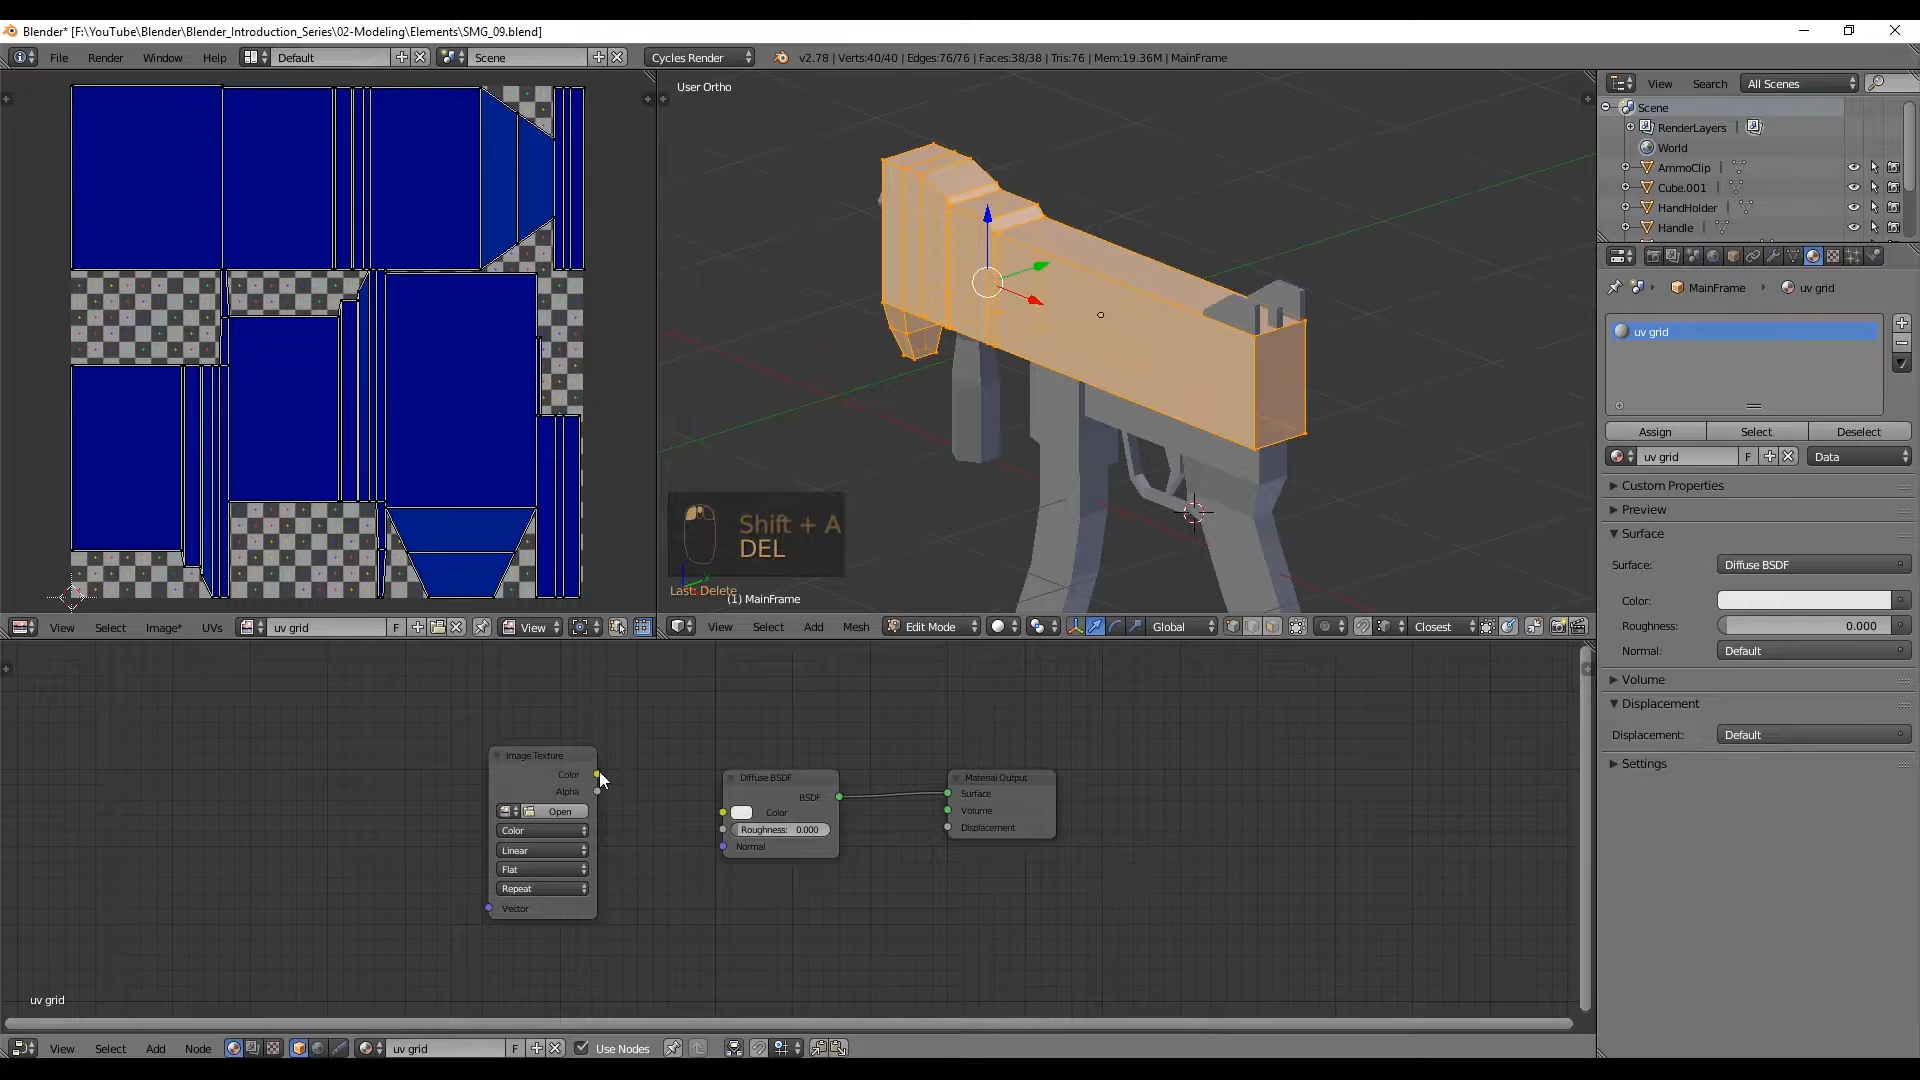 Blender* [F:\YouTube\Blender\Blender_Introduction_Series\02-Modeling\Elements\SMG_09.blend]
File Render Window Help Default Scene Cycles Render v2.78 | Verts:40/40 | Edges:76/76 | Faces:38/38 | Tris:76 | Mem:19.36M | MainFrame
User Ortho
View Search All Scenes
Scene
RenderLayers
World
AmmoClip
Cube.001
HandHolder
Handle
MainFrame uv grid
uv grid
Assign Select Deselect
uv grid F Data
Custom Properties
Preview
Surface
Surface: Diffuse BSDF
Color:
Roughness: 0.000
Normal: Default
Volume
Displacement
Displacement: Default
Settings
Shift + A
DEL
Last: Delete
(1) MainFrame
View Select Image* UVs uv grid F View
View Select Add Mesh Edit Mode Global Closest
Image Texture
Color
Alpha
Open
Color
Linear
Flat
Repeat
Vector
Diffuse BSDF
BSDF
Color
Roughness: 0.000
Normal
Material Output
Surface
Volume
Displacement
uv grid
View Select Add Node uv grid F Use Nodes